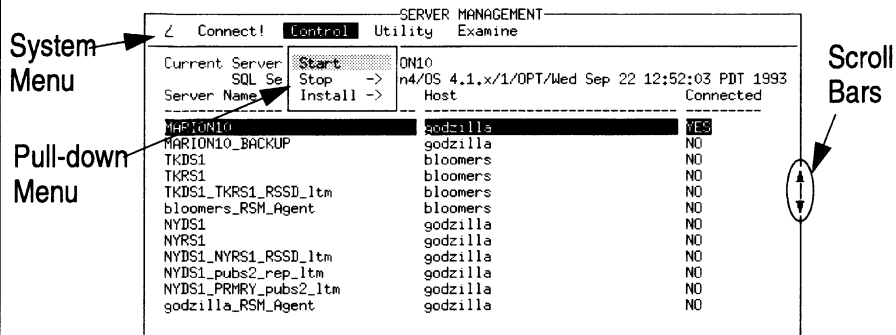 SERVER MANAGEMENT
∠ Connect! Control Utility Examine
System Menu
Current Server Start ON10
SQL Se Stop -> n4/OS 4.1.x/1/OPT/Wed Sep 22 12:52:03 PDT 1993
Server Name Install -> Host Connected
MARION10 godzilla YES
MARION10_BACKUP godzilla NO
TKDS1 bloomers NO
TKRS1 bloomers NO
TKDS1_TKRS1_RSSD_ltm bloomers NO
bloomers_RSM_Agent bloomers NO
NYDS1 godzilla NO
NYRS1 godzilla NO
NYDS1_NYRS1_RSSD_ltm godzilla NO
NYDS1_pubs2_rep_ltm godzilla NO
NYDS1_PRMRY_pubs2_ltm godzilla NO
godzilla_RSM_Agent godzilla NO
Pull-down
Menu
Scroll
Bars